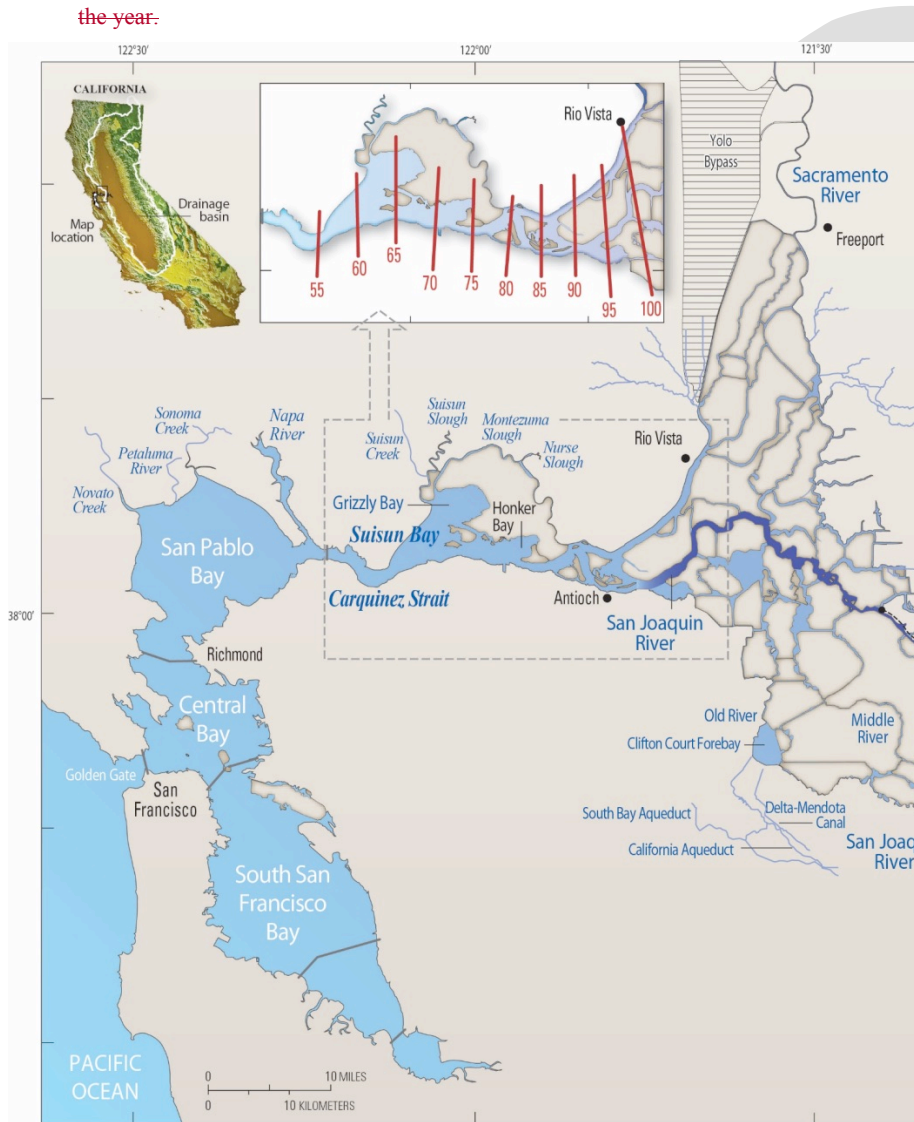 the year.
122°30'
122°00'
121°30'
CALIFORNIA
Drainage
basin
Map
location
Rio Vista
55
60
65
70
75
80
85
90
95
100
Yolo
Bypass
Sacramento
River
Freeport
Sonoma
Creek
Petaluma
River
Novato
Creek
Napa
River
Suisun
Creek
Suisun
Slough
Montezuma
Slough
Nurse
Slough
Rio Vista
Grizzly Bay
Honker
Bay
Suisun Bay
San Pablo
Bay
Carquinez Strait
Antioch
38°00'
San Joaquin
River
Richmond
Central
Bay
Old River
Middle
River
Clifton Court Forebay
Golden Gate
San
Francisco
South Bay Aqueduct
Delta-Mendota
Canal
California Aqueduct
San Joaq
River
South San
Francisco
Bay
PACIFIC
OCEAN
0 10 MILES
0 10 KILOMETERS